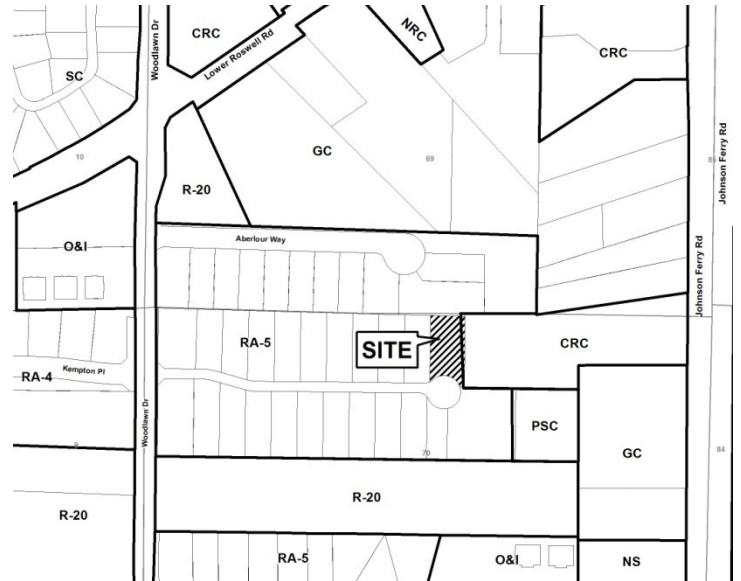 CRC
NRC
Woodlawn Dr
Lower Roswell Rd
CRC
SC
GC
10
69
85
Johnson Ferry Rd
R-20
O&I
Aberlour Way
Johnson Ferry Rd
RA-5
SITE
CRC
RA-4
Kempton Pl
Woodlawn Dr
PSC
GC
9
70
84
R-20
R-20
RA-5
O&I
NS